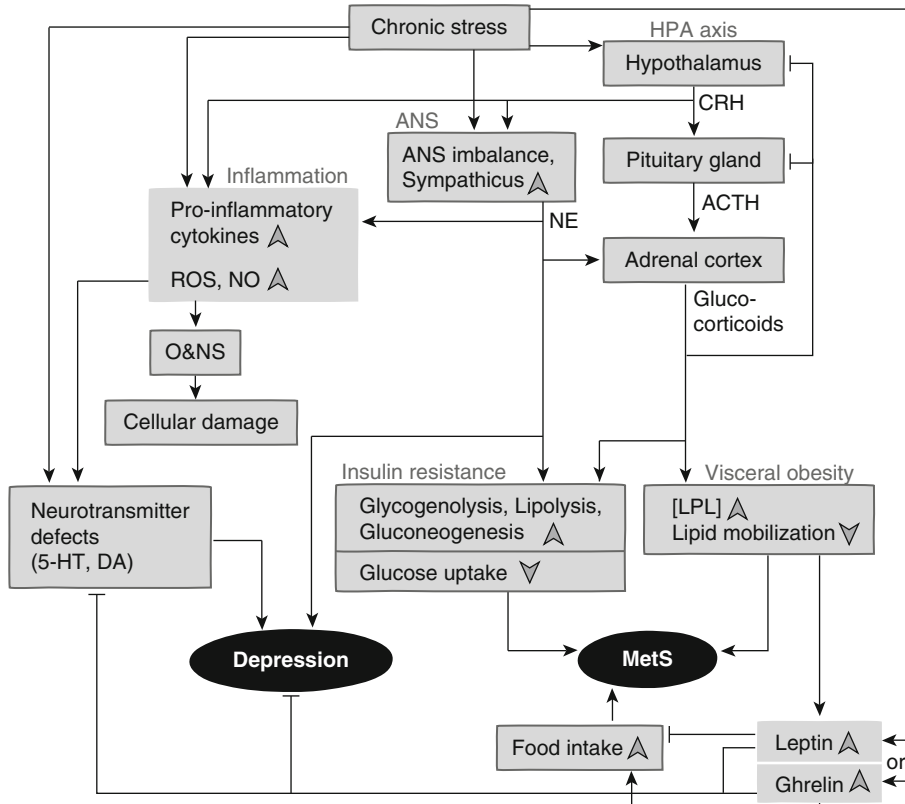 Chronic stress
HPA axis
Hypothalamus
CRH
ANS
ANS imbalance,
Sympathicus
Pituitary gland
Inflammation
ACTH
Pro-inflammatory
cytokines
NE
Adrenal cortex
ROS, NO
Gluco-
corticoids
O&NS
Cellular damage
Insulin resistance
Visceral obesity
Neurotransmitter
defects
(5-HT, DA)
Glycogenolysis, Lipolysis,
Gluconeogenesis
Glucose uptake
[LPL]
Lipid mobilization
Depression
MetS
Food intake
Leptin
or
Ghrelin